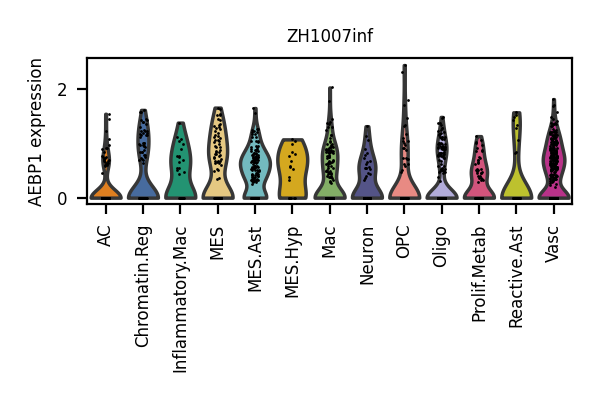 ZH1007inf
AEBP1 expression
2
0
AC
Chromatin.Reg
Inflammatory.Mac
MES
MES.Ast
MES.Hyp
Mac
Neuron
OPC
Oligo
Prolif.Metab
Reactive.Ast
Vasc